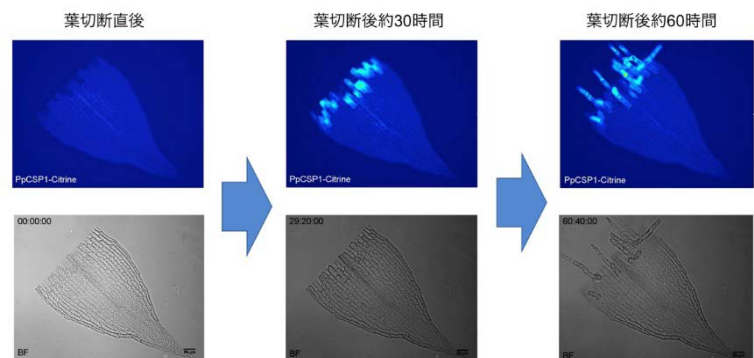 葉切断直後
葉切断後約30時間
葉切断後約60時間
PpCSP1-Citrine
PpCSP1-Citrine
PpCSP1-Citrine
00:00:00
29:20:00
60:40:00
BF
BF
BF